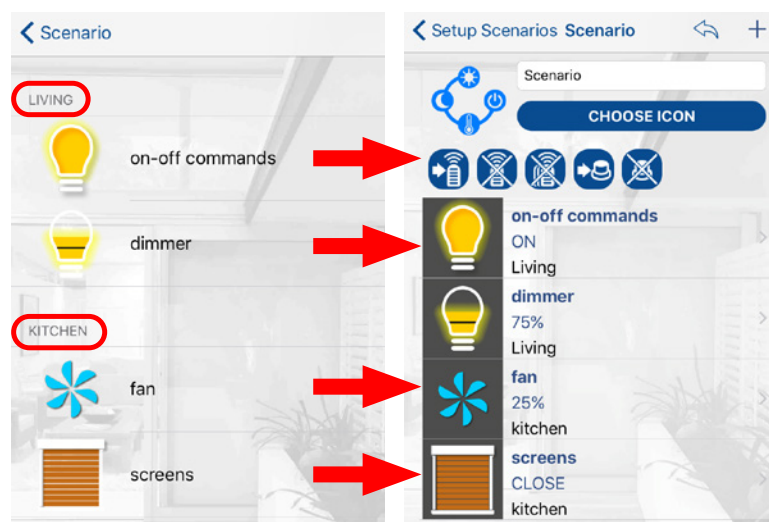 Scenario
LIVING
on-off commands
dimmer
KITCHEN
fan
screens
Setup Scenarios Scenario
Scenario
CHOOSE ICON
on-off commands
ON
Living
dimmer
75%
Living
fan
25%
kitchen
screens
CLOSE
kitchen